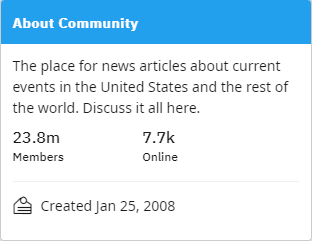 About Community
The place for news articles about current
events in the United States and the rest of
the world. Discuss it all here.
23.8m 7.7k
Members Online
Created Jan 25, 2008